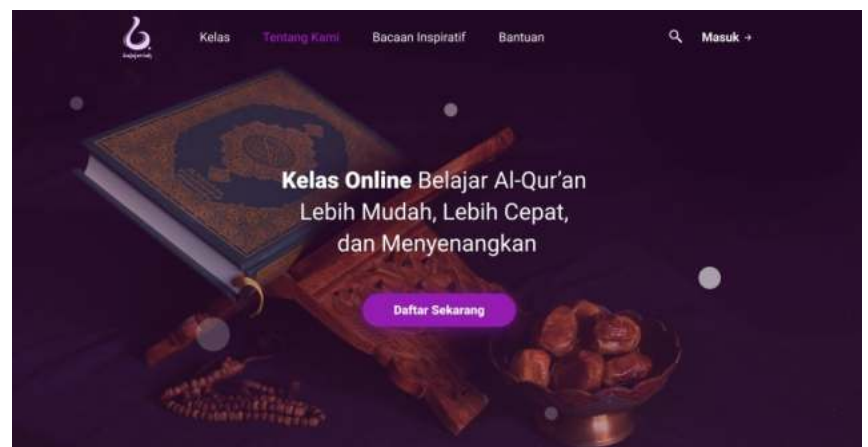 Kelas
Tentang Kami
Bacaan Inspiratif
Bantuan
Masuk →
Kelas Online Belajar Al-Qur'an
Lebih Mudah, Lebih Cepat,
dan Menyenangkan
Daftar Sekarang